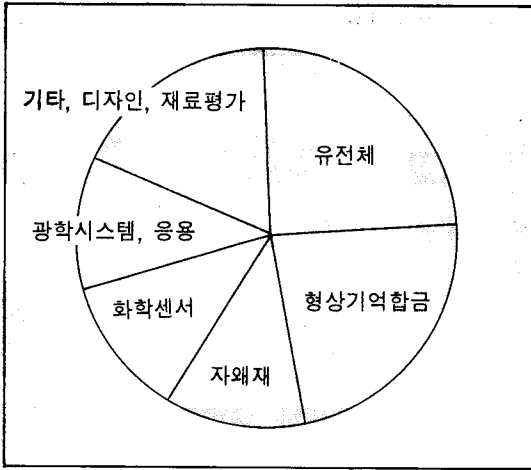 기타, 디자인, 재료평가
유전체
광학시스템, 응용
형상기억합금
화학센서
자왜재